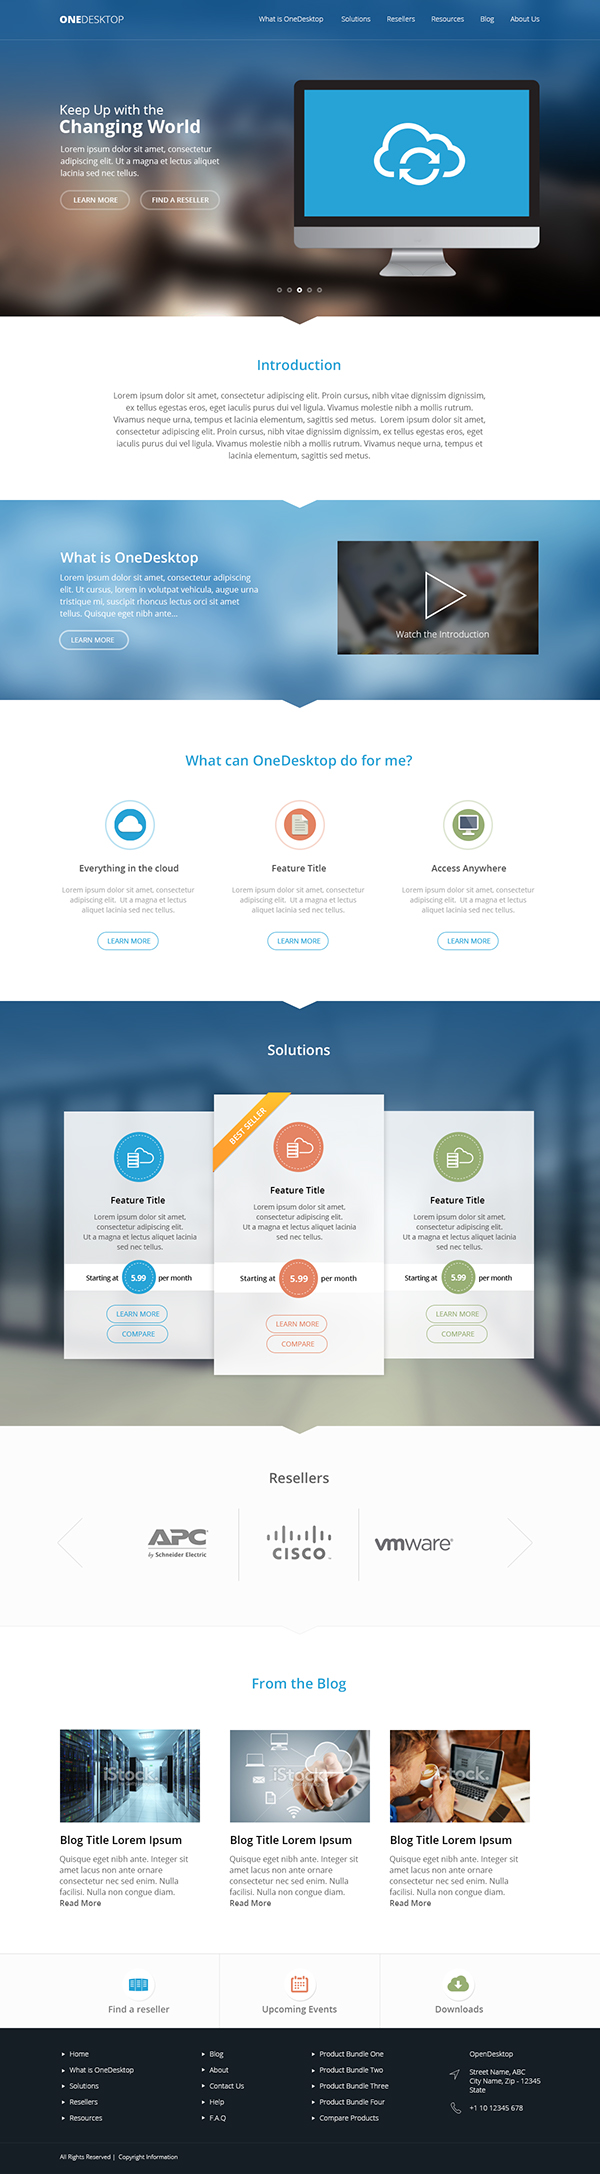 ONEDESKTOP
What is OneDesktop
Solutions
Resellers
Resources
Blog
About Us
Keep Up with the
Changing World
Lorem ipsum dolor sit amet, consectetur
adipiscing elit. Ut a magna et lectus aliquet
lacinia sed nec tellus.
LEARN MORE
FIND A RESELLER
Introduction
Lorem ipsum dolor sit amet, consectetur adipiscing elit. Proin cursus, nibh vitae dignissim dignissim,
ex tellus egestas eros, eget iaculis purus dui vel ligula. Vivamus molestie nibh a mollis rutrum.
Vivamus neque urna, tempus et lacinia elementum, sagittis sed metus. Lorem ipsum dolor sit amet,
consectetur adipiscing elit. Proin cursus, nibh vitae dignissim dignissim, ex tellus egestas eros, eget
iaculis purus dui vel ligula. Vivamus molestie nibh a mollis rutrum. Vivamus neque urna, tempus et
lacinia elementum, sagittis sed metus.
What is OneDesktop
Lorem ipsum dolor sit amet, consectetur adipiscing
elit. Ut cursus, lorem in volutpat vehicula, augue urna
tristique mi, suscipit rhoncus lectus orci sit amet
tellus. Quisque eget nibh ante...
LEARN MORE
Watch the Introduction
What can OneDesktop do for me?
Everything in the cloud
Lorem ipsum dolor sit amet, consectetur
adipiscing elit. Ut a magna et lectus
aliquet lacinia sed nec tellus.
LEARN MORE
Feature Title
Lorem ipsum dolor sit amet, consectetur
adipiscing elit. Ut a magna et lectus
aliquet lacinia sed nec tellus.
LEARN MORE
Access Anywhere
Lorem ipsum dolor sit amet, consectetur
adipiscing elit. Ut a magna et lectus
aliquet lacinia sed nec tellus.
LEARN MORE
Solutions
Feature Title
Lorem ipsum dolor sit amet,
consectetur adipiscing elit.
Ut a magna et lectus aliquet lacinia
sed nec tellus.
Starting at 5.99 per month
LEARN MORE
COMPARE
BEST SELLER
Feature Title
Lorem ipsum dolor sit amet,
consectetur adipiscing elit.
Ut a magna et lectus aliquet lacinia
sed nec tellus.
Starting at 5.99 per month
LEARN MORE
COMPARE
Feature Title
Lorem ipsum dolor sit amet,
consectetur adipiscing elit.
Ut a magna et lectus aliquet lacinia
sed nec tellus.
Starting at 5.99 per month
LEARN MORE
COMPARE
Resellers
APC
by Schneider Electric
CISCO
vmware®
From the Blog
iStock.
Blog Title Lorem Ipsum
Quisque eget nibh ante. Integer sit
amet lacus non ante ornare
consectetur nec sed enim. Nulla
facilisi. Nulla non congue diam.
Read More
iStock.
Blog Title Lorem Ipsum
Quisque eget nibh ante. Integer sit
amet lacus non ante ornare
consectetur nec sed enim. Nulla
facilisi. Nulla non congue diam.
Read More
iStock.
Blog Title Lorem Ipsum
Quisque eget nibh ante. Integer sit
amet lacus non ante ornare
consectetur nec sed enim. Nulla
facilisi. Nulla non congue diam.
Read More
Find a reseller
Upcoming Events
Downloads
Home
What is OneDesktop
Solutions
Resellers
Resources
Blog
About
Contact Us
Help
F.A.Q
Product Bundle One
Product Bundle Two
Product Bundle Three
Product Bundle Four
Compare Products
OpenDesktop
Street Name, ABC
City Name, Zip - 12345
State
+1 10 12345 678
All Rights Reserved | Copyright Information